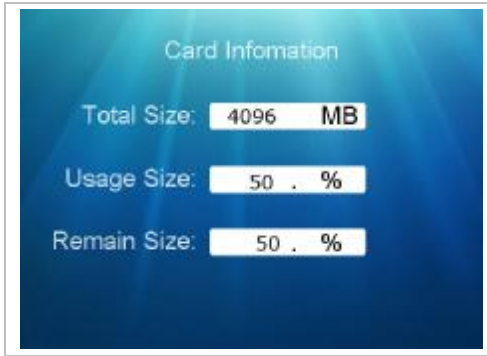 Card Infomation
Total Size: 4096 MB
Usage Size: 50 . %
Remain Size: 50 . %